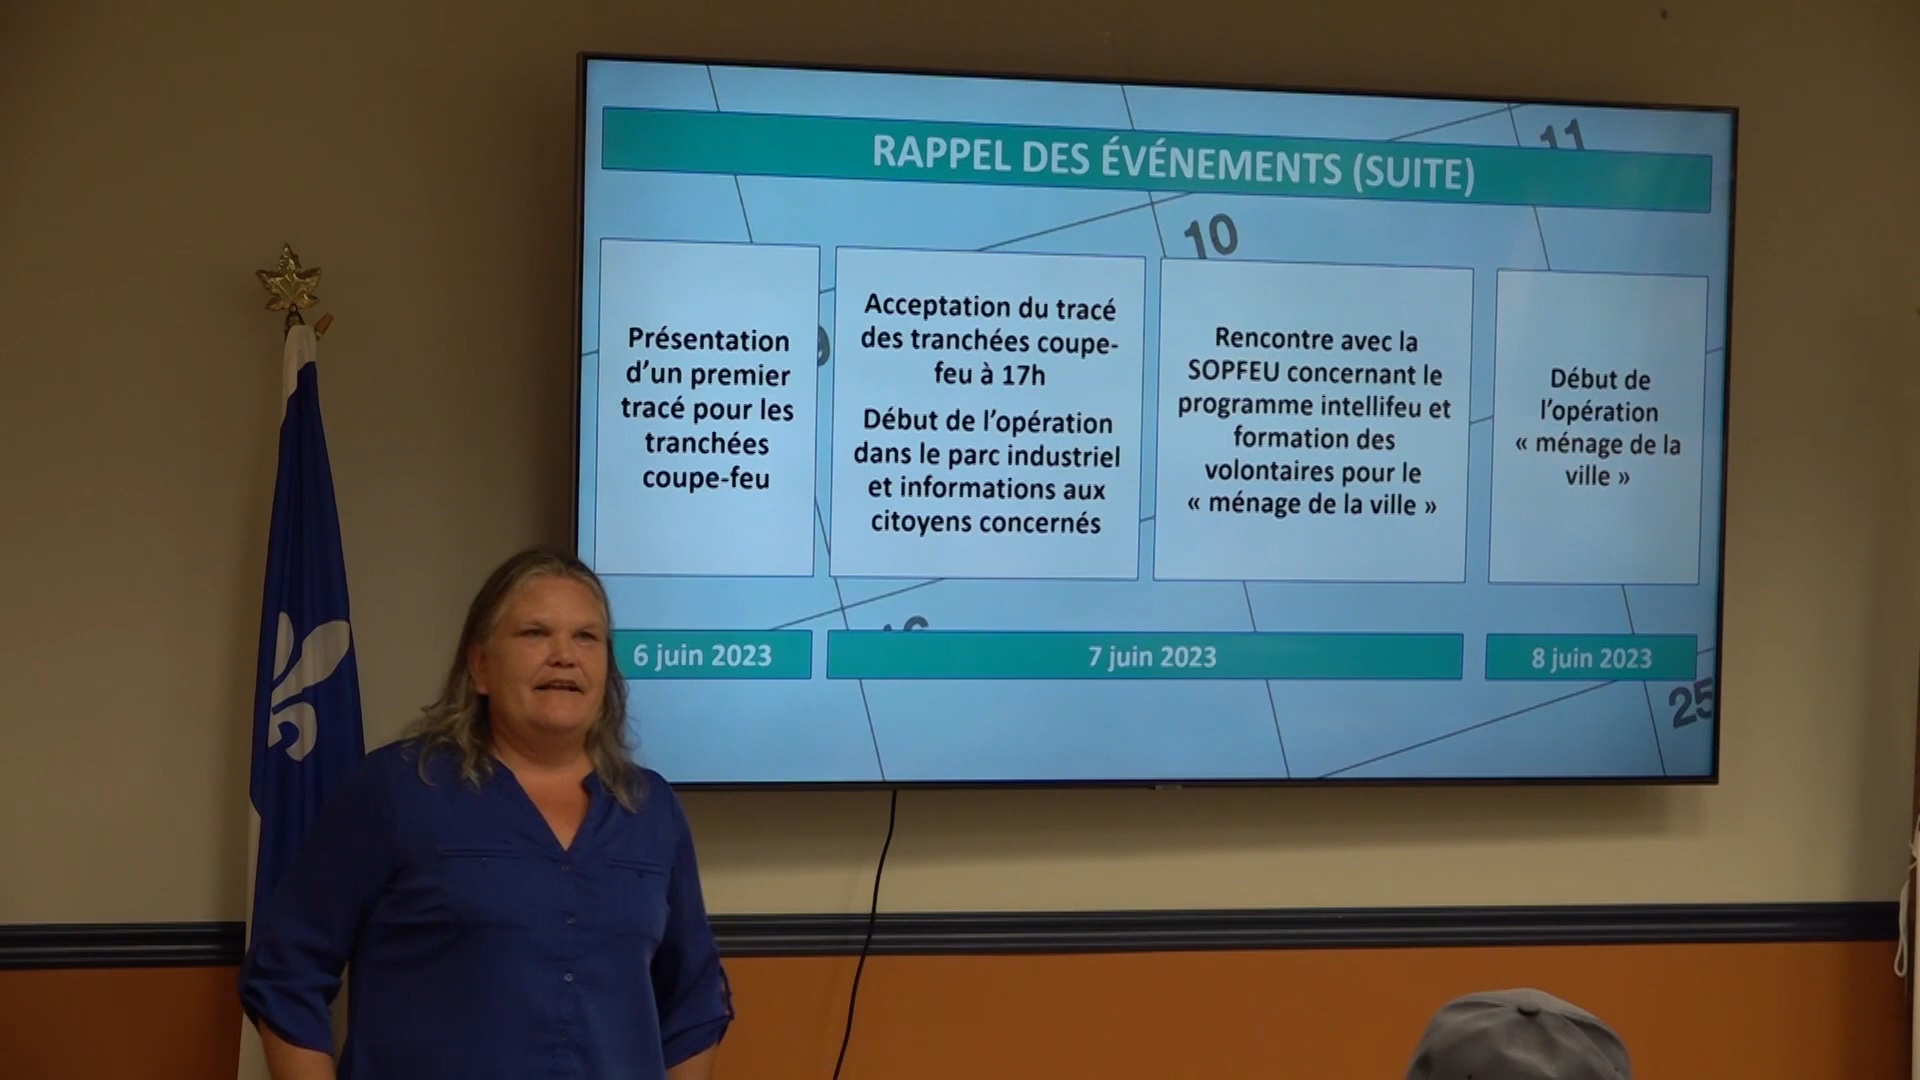 RAPPEL DES ÉVÉNEMENTS (SUITE)
11
10
Présentation
d'un premier
tracé pour les
tranchées
coupe-feu
Acceptation du tracé
des tranchées coupe-
feu à 17h
Début de l'opération
dans le parc industriel
et informations aux
citoyens concernés
Rencontre avec la
SOPFEU concernant le
programme intellifeu et
formation des
volontaires pour le
« ménage de la ville »
Début de
l'opération
« ménage de la
ville »
6 juin 2023
7 juin 2023
8 juin 2023
25